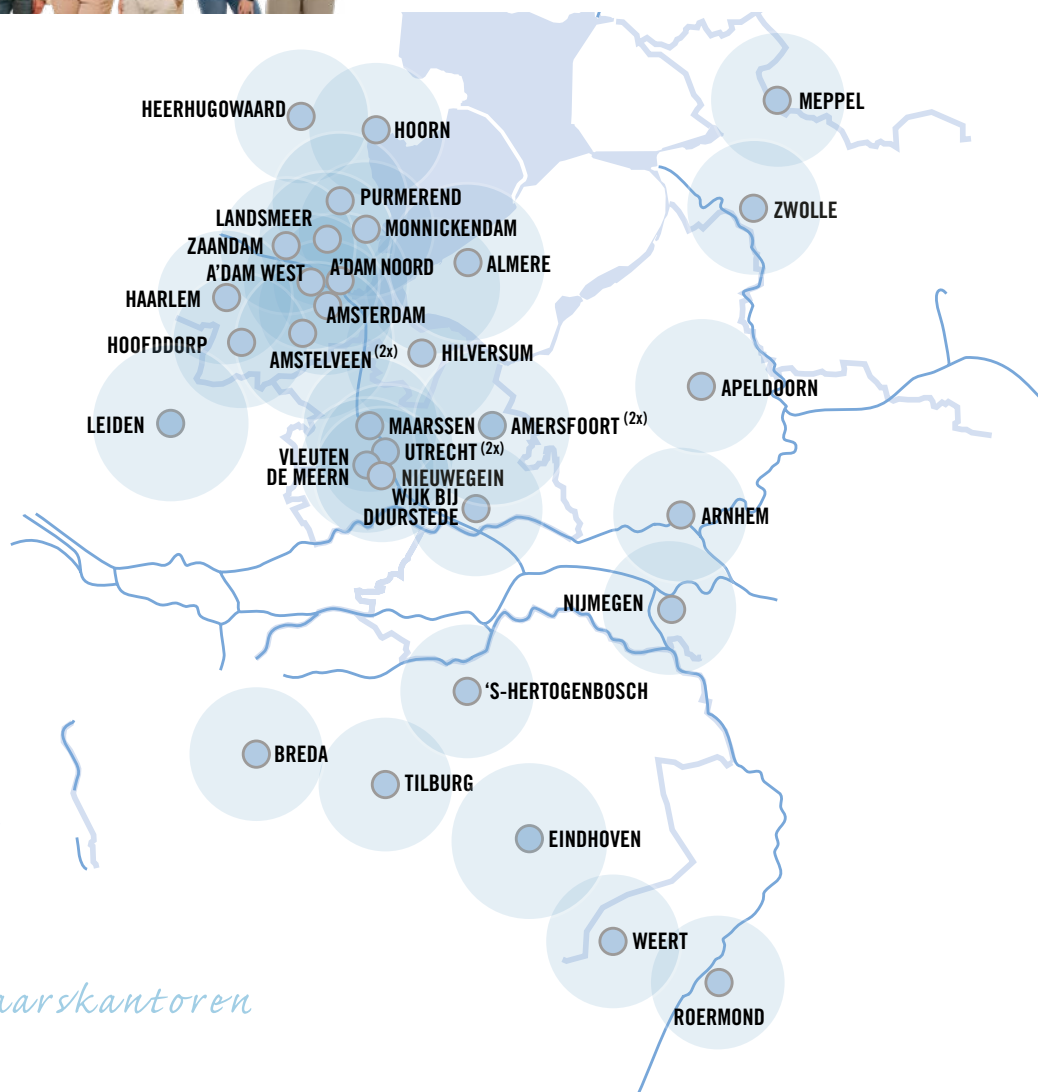 HEERHUGOWAARD
HOORN
MEPPEL
PURMEREND
ZWOLLE
LANDSMEER
MONNICKENDAM
ZAANDAM
A'DAM WEST
A'DAM NOORD
ALMERE
HAARLEM
AMSTERDAM
HOOFDDORP
AMSTELVEEN (2x)
HILVERSUM
APELDOORN
LEIDEN
MAARSSEN
AMERSFOORT (2x)
UTRECHT (2x)
VLEUTEN
DE MEERN
NIEUWEGEIN
WIJK BIJ
DUURSTEDE
ARNHEM
NIJMEGEN
‘S-HERTOGENBOSCH
BREDA
TILBURG
EINDHOVEN
WEERT
aarskantoren
ROERMOND